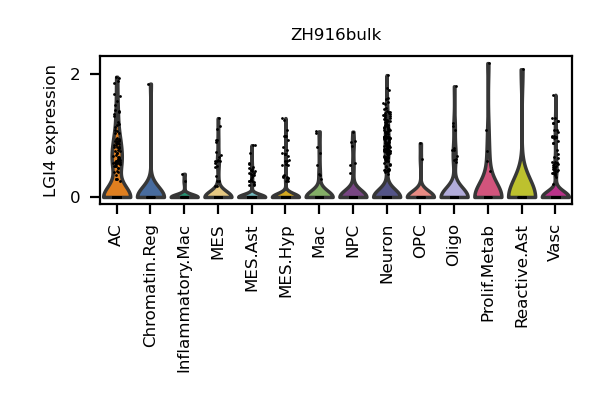 ZH916bulk
LGI4 expression
2
0
AC
Chromatin.Reg
Inflammatory.Mac
MES
MES.Ast
MES.Hyp
Mac
NPC
Neuron
OPC
Oligo
Prolif.Metab
Reactive.Ast
Vasc